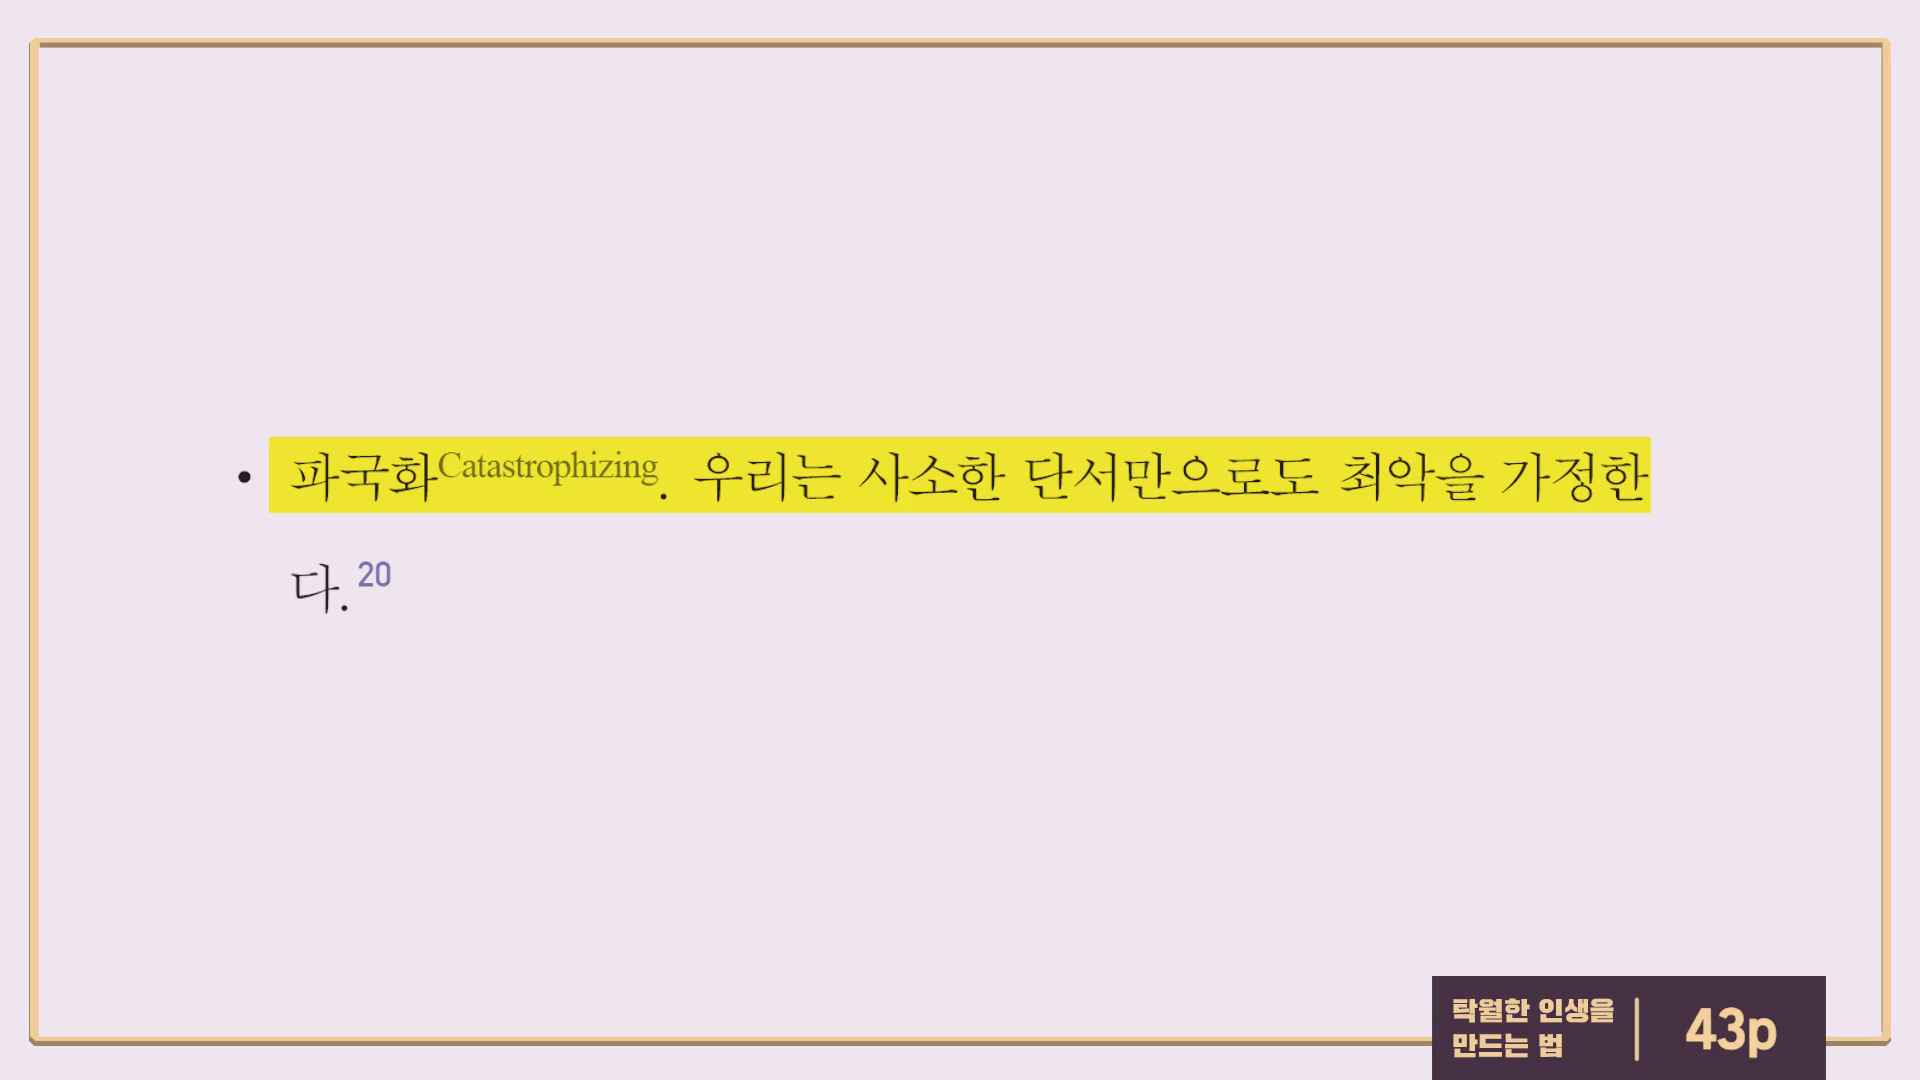 • 파국화Catastrophizing. 우리는 사소한 단서만으로도 최악을 가정한
다.20
탁월한 인생을
만드는 법
43p